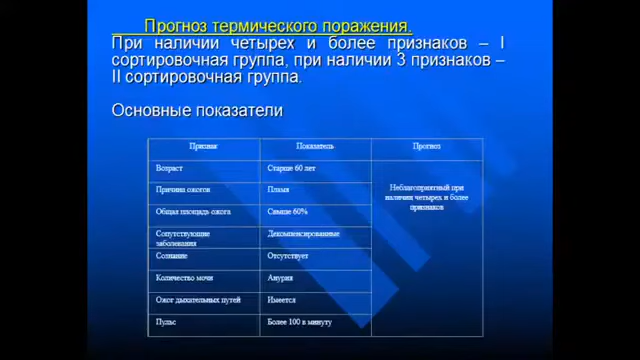 Прогноз термического поражения.
При наличии четырех и более признаков – I
сортировочная группа, при наличии 3 признаков –
II сортировочная группа.
Основные показатели
Признак Показатель Прогноз
Возраст Старше 60 лет
Причина ожогов Пламя
Неблагоприятный при
наличии четырех и более
признаков
Общая площадь ожога Свыше 60%
Сопутствующие
заболевания Декомпенсированные
Сознание Отсутствует
Количество мочи Анурия
Ожог дыхательных путей Имеется
Пульс Более 100 в минуту